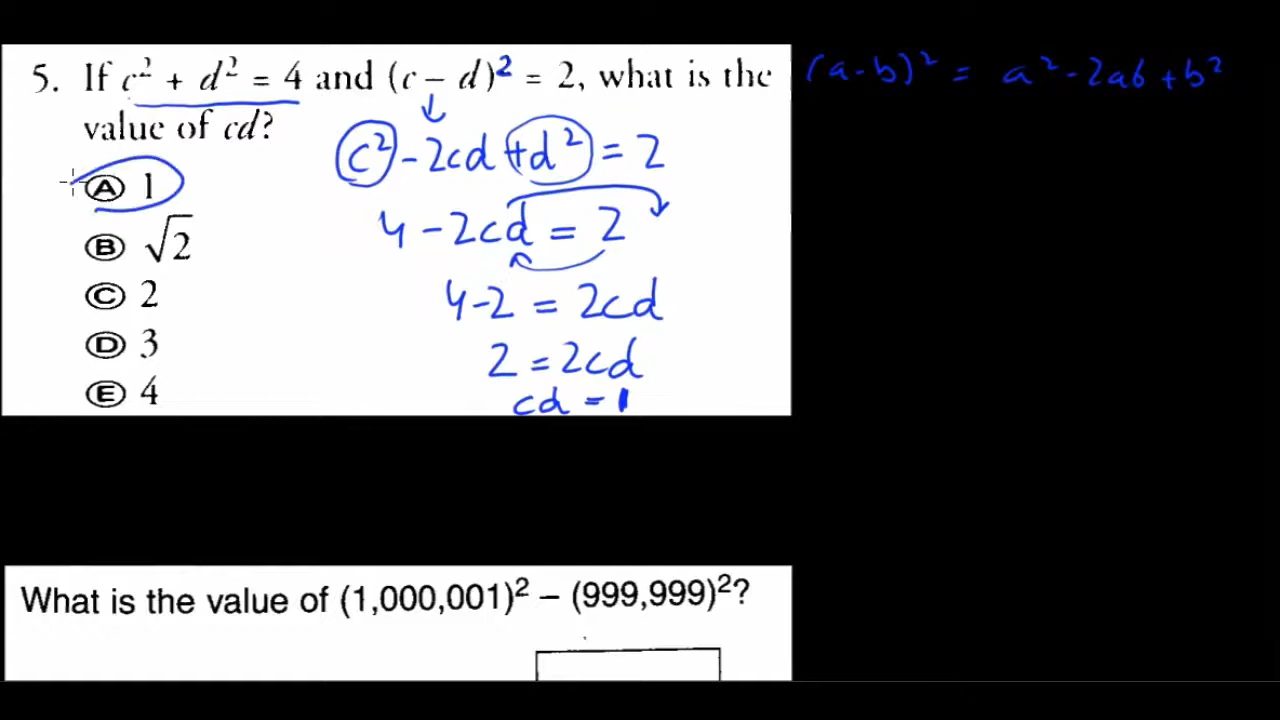 5. If c² + d² = 4 and (c – d)² = 2, what is the
value of cd?
(a-b)² = a² - 2ab + b²
c² - 2cd + d² = 2
Ⓐ 1
4 - 2cd = 2
Ⓑ √2
4-2 = 2cd
Ⓒ 2
2 = 2cd
Ⓓ 3
cd = 1
Ⓔ 4
What is the value of (1,000,001)² – (999,999)²?